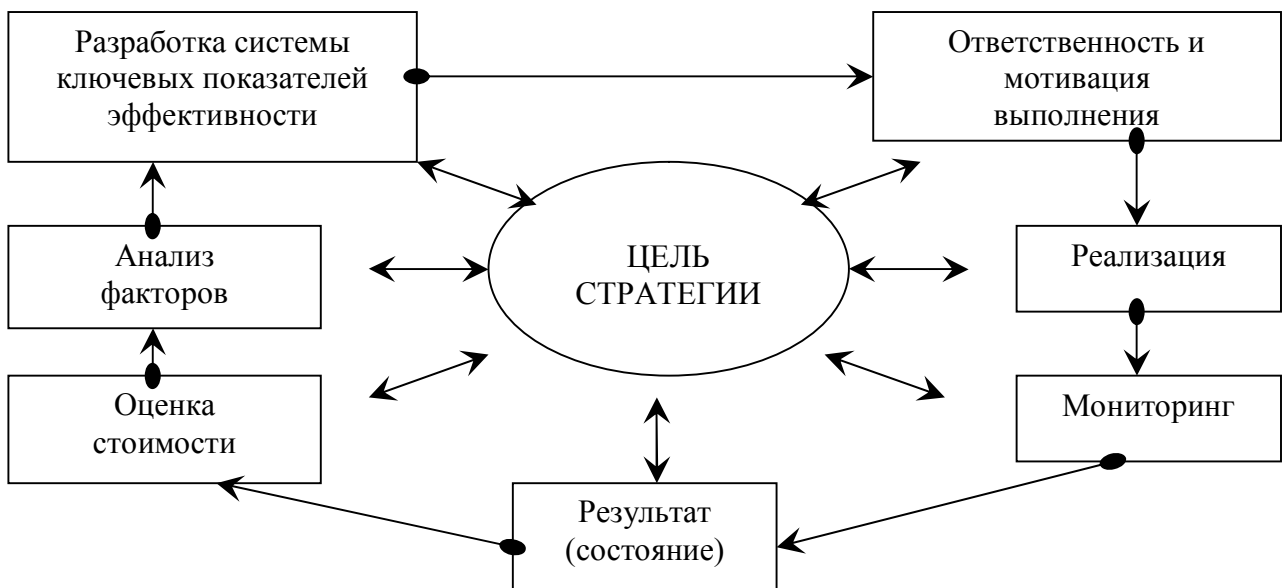 Разработка системы
ключевых показателей
эффективности
Ответственность и
мотивация
выполнения
Анализ
факторов
ЦЕЛЬ
СТРАТЕГИИ
Реализация
Оценка
стоимости
Мониторинг
Результат
(состояние)